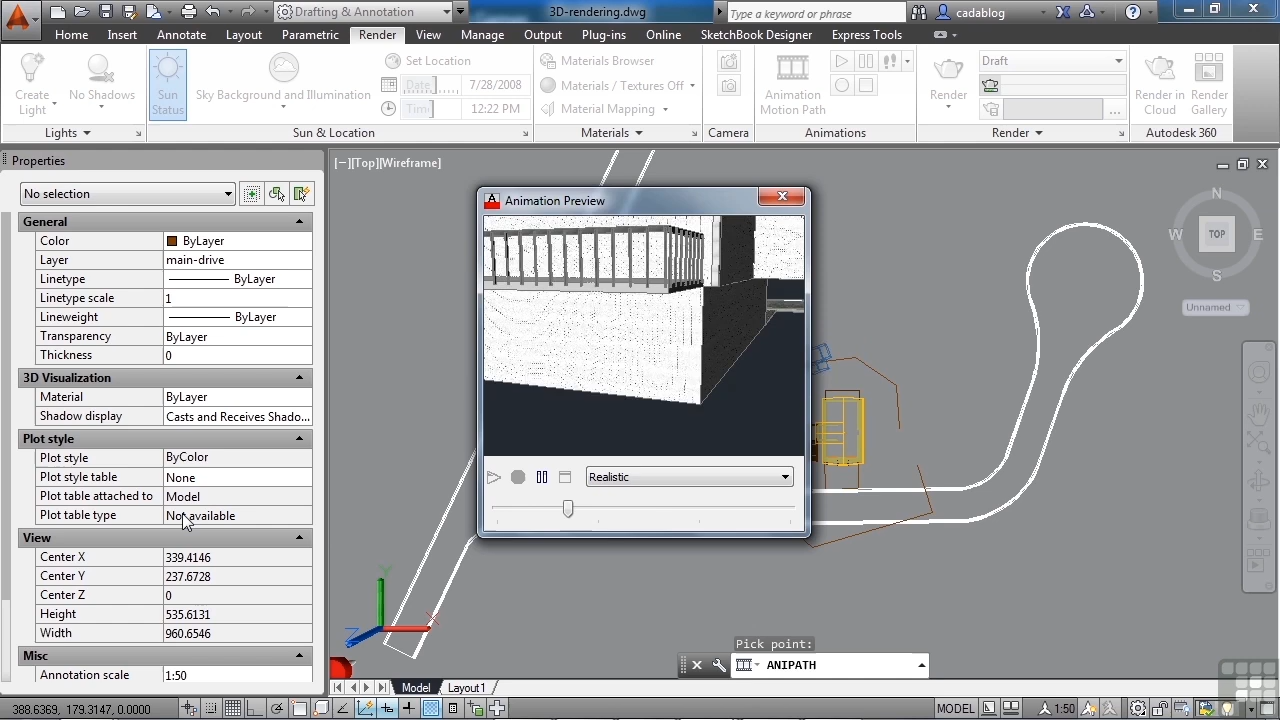 Drafting & Annotation
3D-rendering.dwg
Type a keyword or phrase
cadablog
Home Insert Annotate Layout Parametric Render View Manage Output Plug-ins Online SketchBook Designer Express Tools
Create Light
No Shadows
Lights
Sun Status
Sky Background and Illumination
Set Location
Date
7/28/2008
12:22 PM
Sun & Location
Materials Browser
Materials / Textures Off
Material Mapping
Materials
Camera
Animation Motion Path
Animations
Render
Draft
Render
Render in Cloud
Render Gallery
Autodesk 360
Properties
No selection
General
Color ByLayer
Layer main-drive
Linetype ByLayer
Linetype scale 1
Lineweight ByLayer
Transparency ByLayer
Thickness 0
3D Visualization
Material ByLayer
Shadow display Casts and Receives Shado...
Plot style
Plot style ByColor
Plot style table None
Plot table attached to Model
Plot table type Not available
View
Center X 339.4146
Center Y 237.6728
Center Z 0
Height 535.6131
Width 960.6546
Misc
Annotation scale 1:50
[−][Top][Wireframe]
Animation Preview
Realistic
N
W TOP E
S
Unnamed
Y
X
Z
Pick point:
ANIPATH
Model Layout1
388.6369, 179.3147, 0.0000
MODEL
1:50